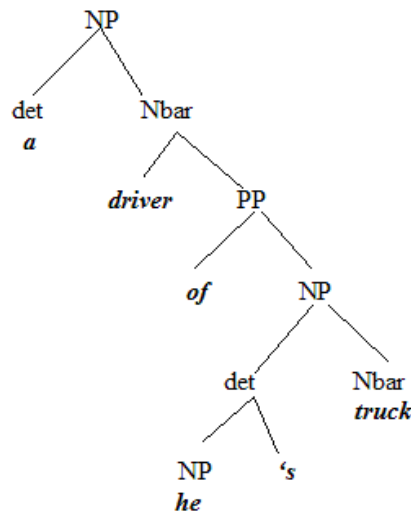 NP
det Nbar
a
driver PP
of NP
det Nbar
truck
NP ‘s
he